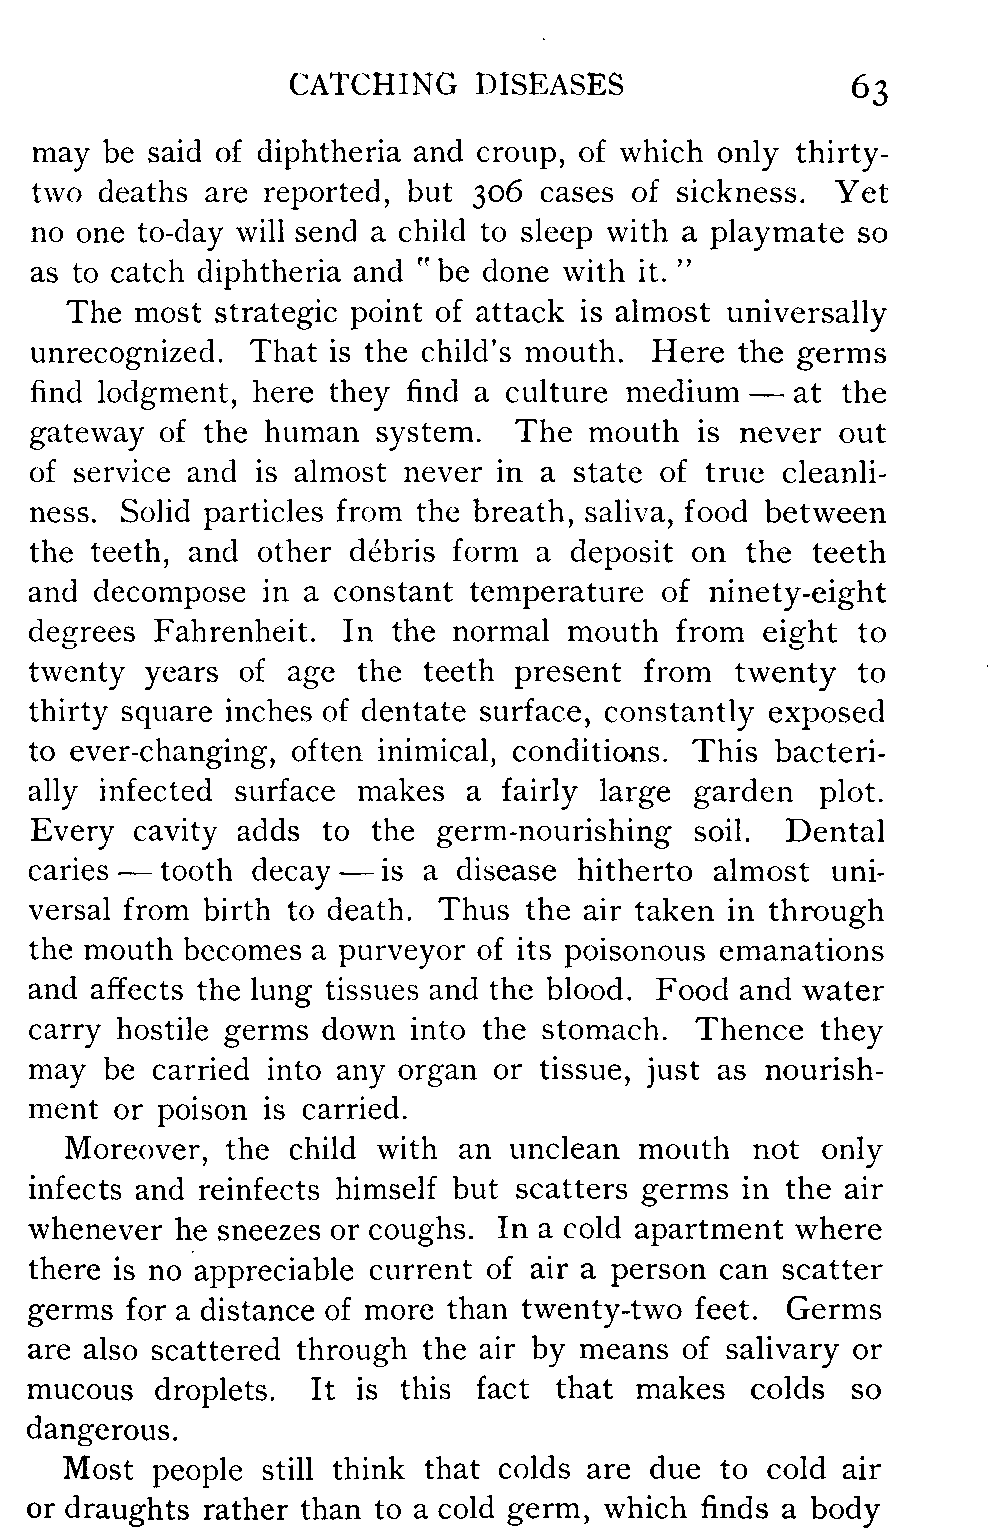 CATCHING DISEASES 63
may be said of diphtheria and croup, of which only thirty-
two deaths are reported, but 306 cases of sickness. Yet
no one to-day will send a child to sleep with a playmate so
as to catch diphtheria and "be done with it."
The most strategic point of attack is almost universally
unrecognized. That is the child's mouth. Here the germs
find lodgment, here they find a culture medium — at the
gateway of the human system. The mouth is never out
of service and is almost never in a state of true cleanli-
ness. Solid particles from the breath, saliva, food between
the teeth, and other débris form a deposit on the teeth
and decompose in a constant temperature of ninety-eight
degrees Fahrenheit. In the normal mouth from eight to
twenty years of age the teeth present from twenty to
thirty square inches of dentate surface, constantly exposed
to ever-changing, often inimical, conditions. This bacteri-
ally infected surface makes a fairly large garden plot.
Every cavity adds to the germ-nourishing soil. Dental
caries — tooth decay — is a disease hitherto almost uni-
versal from birth to death. Thus the air taken in through
the mouth becomes a purveyor of its poisonous emanations
and affects the lung tissues and the blood. Food and water
carry hostile germs down into the stomach. Thence they
may be carried into any organ or tissue, just as nourish-
ment or poison is carried.
Moreover, the child with an unclean mouth not only
infects and reinfects himself but scatters germs in the air
whenever he sneezes or coughs. In a cold apartment where
there is no appreciable current of air a person can scatter
germs for a distance of more than twenty-two feet. Germs
are also scattered through the air by means of salivary or
mucous droplets. It is this fact that makes colds so
dangerous.
Most people still think that colds are due to cold air
or draughts rather than to a cold germ, which finds a body